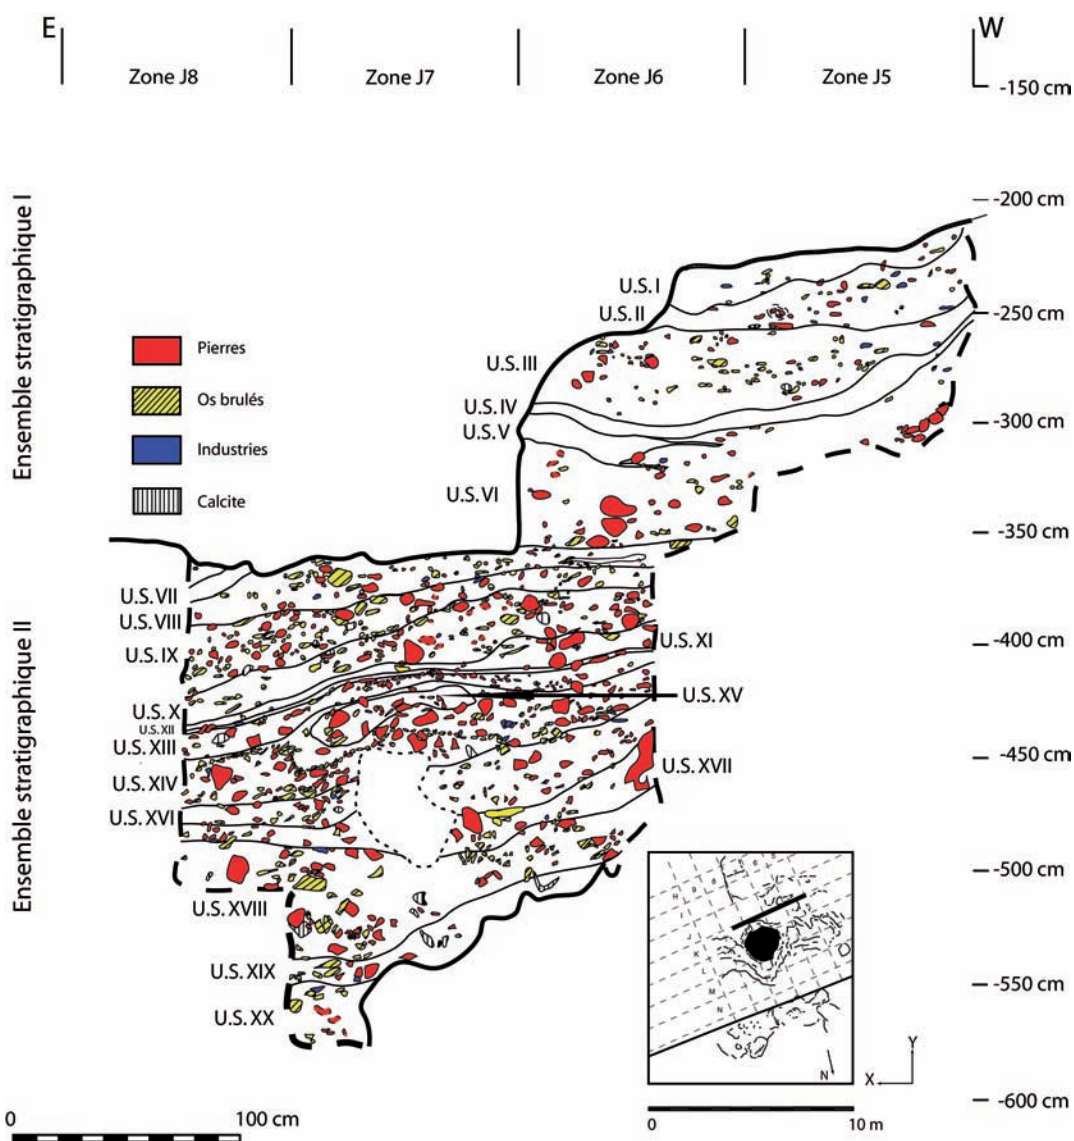 E
W
Zone J8
Zone J7
Zone J6
Zone J5
-150 cm
Ensemble stratigraphique I
-200 cm
U.S. I
U.S. II
-250 cm
Pierres
U.S. III
Os brulés
U.S. IV
-300 cm
U.S. V
Industries
Calcite
U.S. VI
-350 cm
Ensemble stratigraphique II
U.S. VII
U.S. VIII
U.S. IX
U.S. XI
-400 cm
U.S. X
U.S. XII
U.S. XV
U.S. XIII
-450 cm
U.S. XIV
U.S. XVII
U.S. XVI
-500 cm
U.S. XVIII
U.S. XIX
-550 cm
U.S. XX
H
I
J
K
L
M
N
N
Y
X
-600 cm
0
100 cm
0
10 m